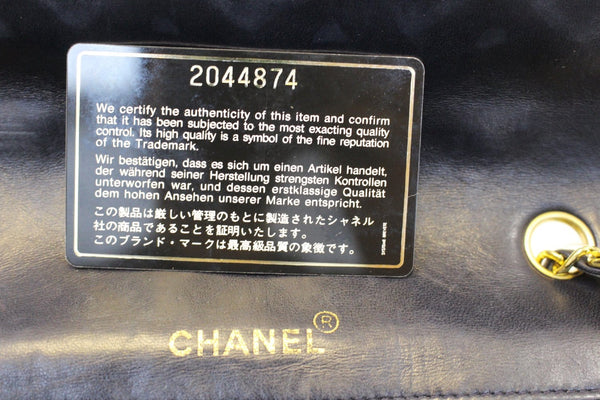 2044874
We certify the authenticity of this item and confirm
that it has been subjected to the most exacting quality
control. Its high quality is a symbol of the fine reputation
of the Trademark.
Wir bestätigen, dass es sich um einen Artikel handelt,
der während seiner Herstellung strengsten Kontrollen
unterworfen war, und dessen erstklassige Qualität
dem hohen Ansehen unserer Marke entspricht.
この製品は厳しい管理のもとに製造されたシャネル
社の商品であることを証明いたします。
このブランド・マークは最高級品質の象徴です。
CHANEL®